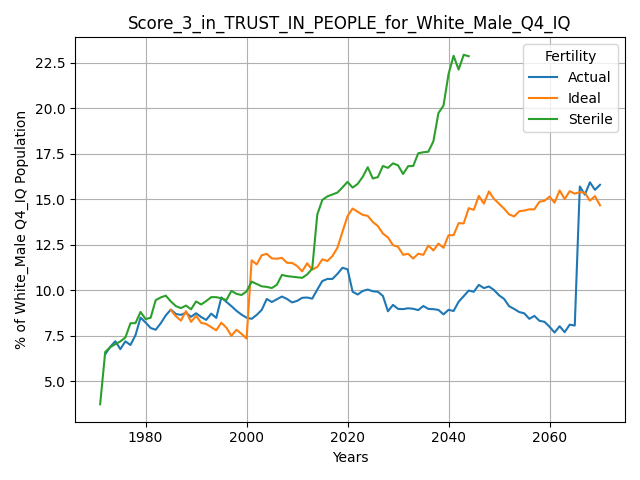 Score_3_in_TRUST_IN_PEOPLE_for_White_Male_Q4_IQ
Fertility
Actual
Ideal
Sterile
% of White_Male Q4_IQ Population
22.5
20.0
17.5
15.0
12.5
10.0
7.5
5.0
1980
2000
2020
2040
2060
Years